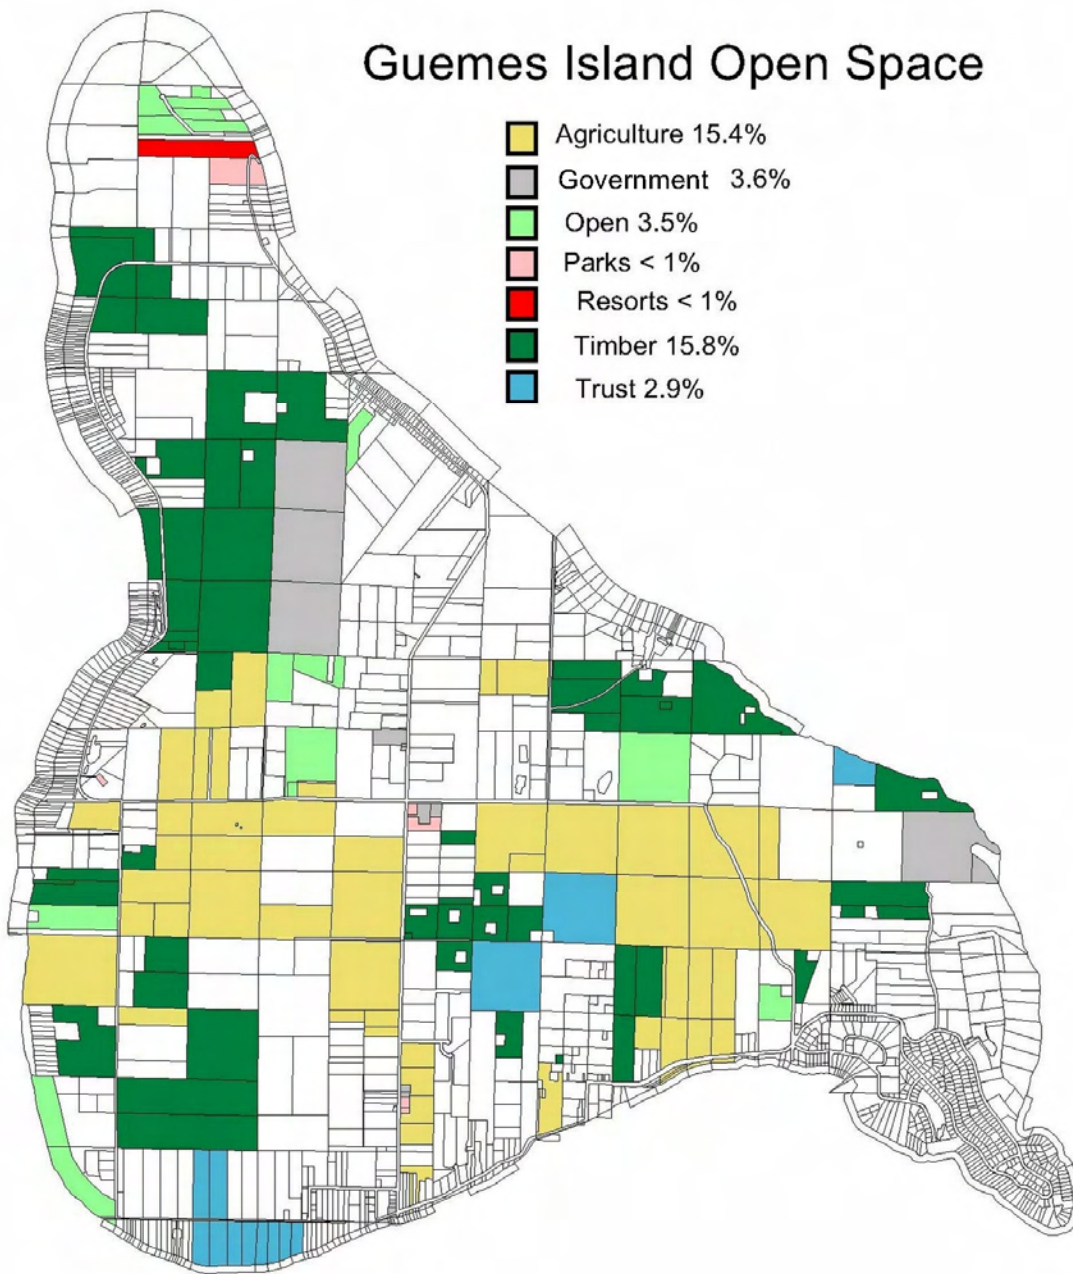 Guemes Island Open Space
Agriculture 15.4%
Government 3.6%
Open 3.5%
Parks < 1%
Resorts < 1%
Timber 15.8%
Trust 2.9%